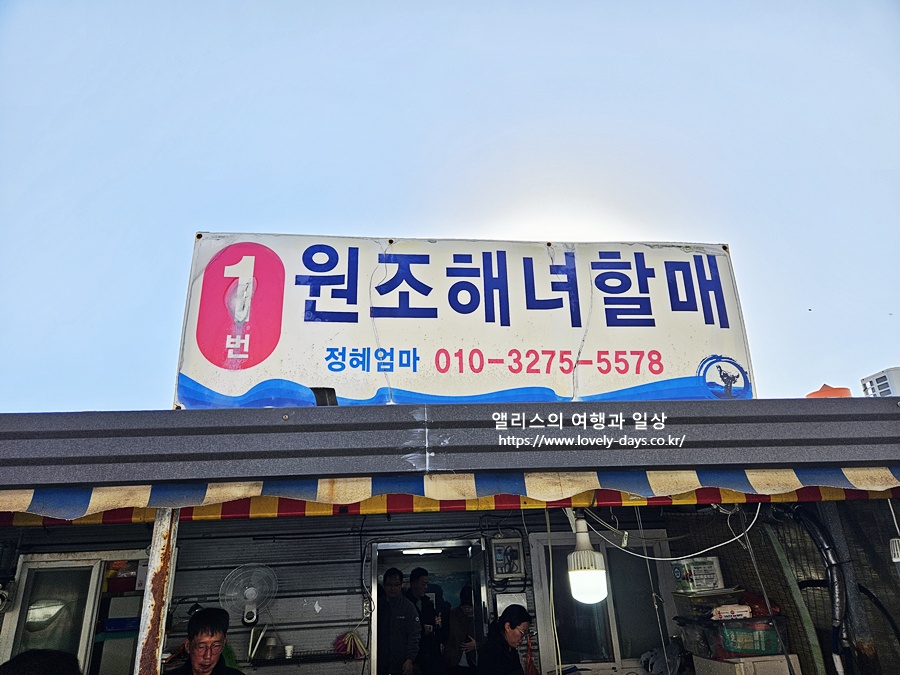 1번
원조해녀할매
정혜엄마 010-3275-5578
앨리스의 여행과 일상
https://www.lovely-days.co.kr/